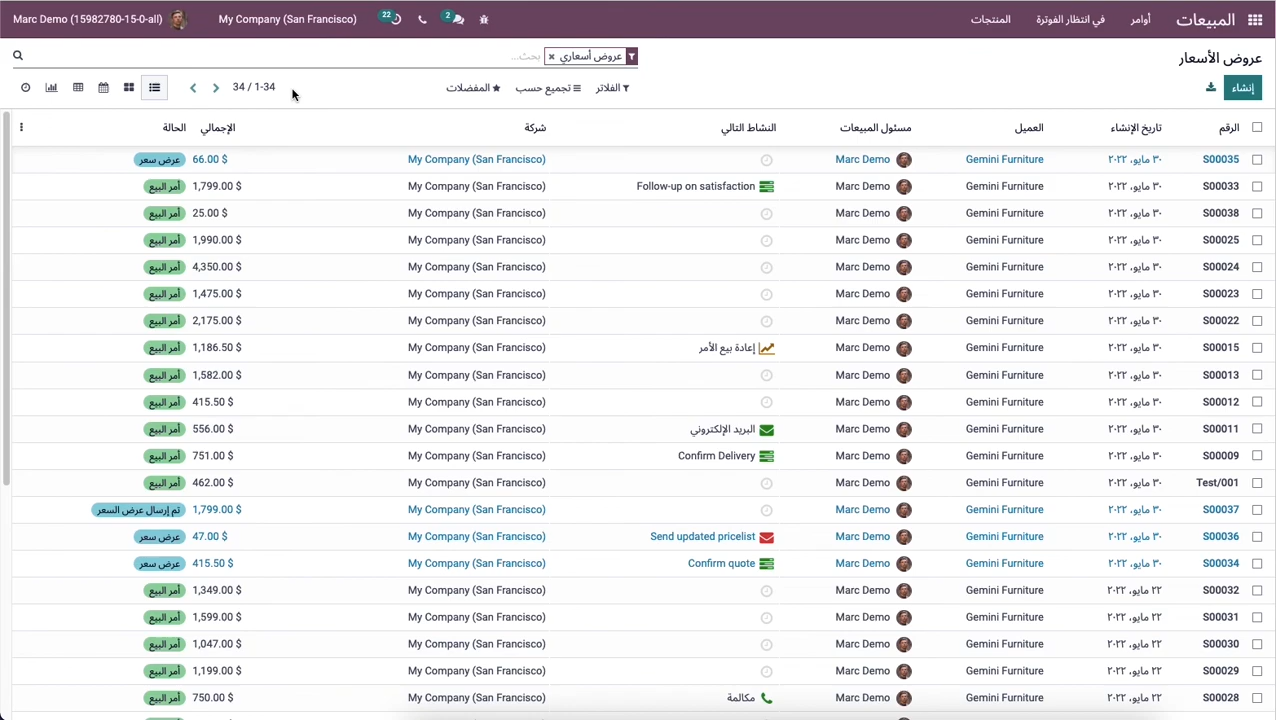 المبيعات أوامر في انتظار الفوترة المنتجات 2 22 My Company (San Francisco) Marc Demo (15982780-15-0-all)
عروض الأسعار
عروض أسعاري × بحث...
إنشاء الفلاتر تجميع حسب المفضلات 34 / 1-34
الرقم تاريخ الإنشاء العميل مسئول المبيعات النشاط التالي شركة الإجمالي الحالة
S00035 ٣٠ مايو، ٢٠٢٢ Gemini Furniture Marc Demo My Company (San Francisco) 66.00 $ عرض سعر
S00033 ٣٠ مايو، ٢٠٢٢ Gemini Furniture Marc Demo Follow-up on satisfaction My Company (San Francisco) 1,799.00 $ أمر البيع
S00038 ٣٠ مايو، ٢٠٢٢ Gemini Furniture Marc Demo My Company (San Francisco) 25.00 $ أمر البيع
S00025 ٣٠ مايو، ٢٠٢٢ Gemini Furniture Marc Demo My Company (San Francisco) 1,990.00 $ أمر البيع
S00024 ٣٠ مايو، ٢٠٢٢ Gemini Furniture Marc Demo My Company (San Francisco) 4,350.00 $ أمر البيع
S00023 ٣٠ مايو، ٢٠٢٢ Gemini Furniture Marc Demo My Company (San Francisco) 1,475.00 $ أمر البيع
S00022 ٣٠ مايو، ٢٠٢٢ Gemini Furniture Marc Demo My Company (San Francisco) 2,175.00 $ أمر البيع
S00015 ٣٠ مايو، ٢٠٢٢ Gemini Furniture Marc Demo إعادة بيع الأمر My Company (San Francisco) 1,186.50 $ أمر البيع
S00013 ٣٠ مايو، ٢٠٢٢ Gemini Furniture Marc Demo My Company (San Francisco) 1,582.00 $ أمر البيع
S00012 ٣٠ مايو، ٢٠٢٢ Gemini Furniture Marc Demo My Company (San Francisco) 415.50 $ أمر البيع
S00011 ٣٠ مايو، ٢٠٢٢ Gemini Furniture Marc Demo البريد الإلكتروني My Company (San Francisco) 556.00 $ أمر البيع
S00009 ٣٠ مايو، ٢٠٢٢ Gemini Furniture Marc Demo Confirm Delivery My Company (San Francisco) 751.00 $ أمر البيع
Test/001 ٣٠ مايو، ٢٠٢٢ Gemini Furniture Marc Demo My Company (San Francisco) 462.00 $ أمر البيع
S00037 ٣٠ مايو، ٢٠٢٢ Gemini Furniture Marc Demo My Company (San Francisco) 1,799.00 $ تم إرسال عرض السعر
S00036 ٣٠ مايو، ٢٠٢٢ Gemini Furniture Marc Demo Send updated pricelist My Company (San Francisco) 47.00 $ عرض سعر
S00034 ٣٠ مايو، ٢٠٢٢ Gemini Furniture Marc Demo Confirm quote My Company (San Francisco) 415.50 $ عرض سعر
S00032 ٢٢ مايو، ٢٠٢٢ Gemini Furniture Marc Demo My Company (San Francisco) 1,349.00 $ أمر البيع
S00031 ٢٢ مايو، ٢٠٢٢ Gemini Furniture Marc Demo My Company (San Francisco) 1,599.00 $ أمر البيع
S00030 ٢٢ مايو، ٢٠٢٢ Gemini Furniture Marc Demo My Company (San Francisco) 1,047.00 $ أمر البيع
S00029 ٢٢ مايو، ٢٠٢٢ Gemini Furniture Marc Demo My Company (San Francisco) 1,199.00 $ أمر البيع
S00028 ٢٢ مايو، ٢٠٢٢ Gemini Furniture Marc Demo مكالمة My Company (San Francisco) 750.00 $ أمر البيع